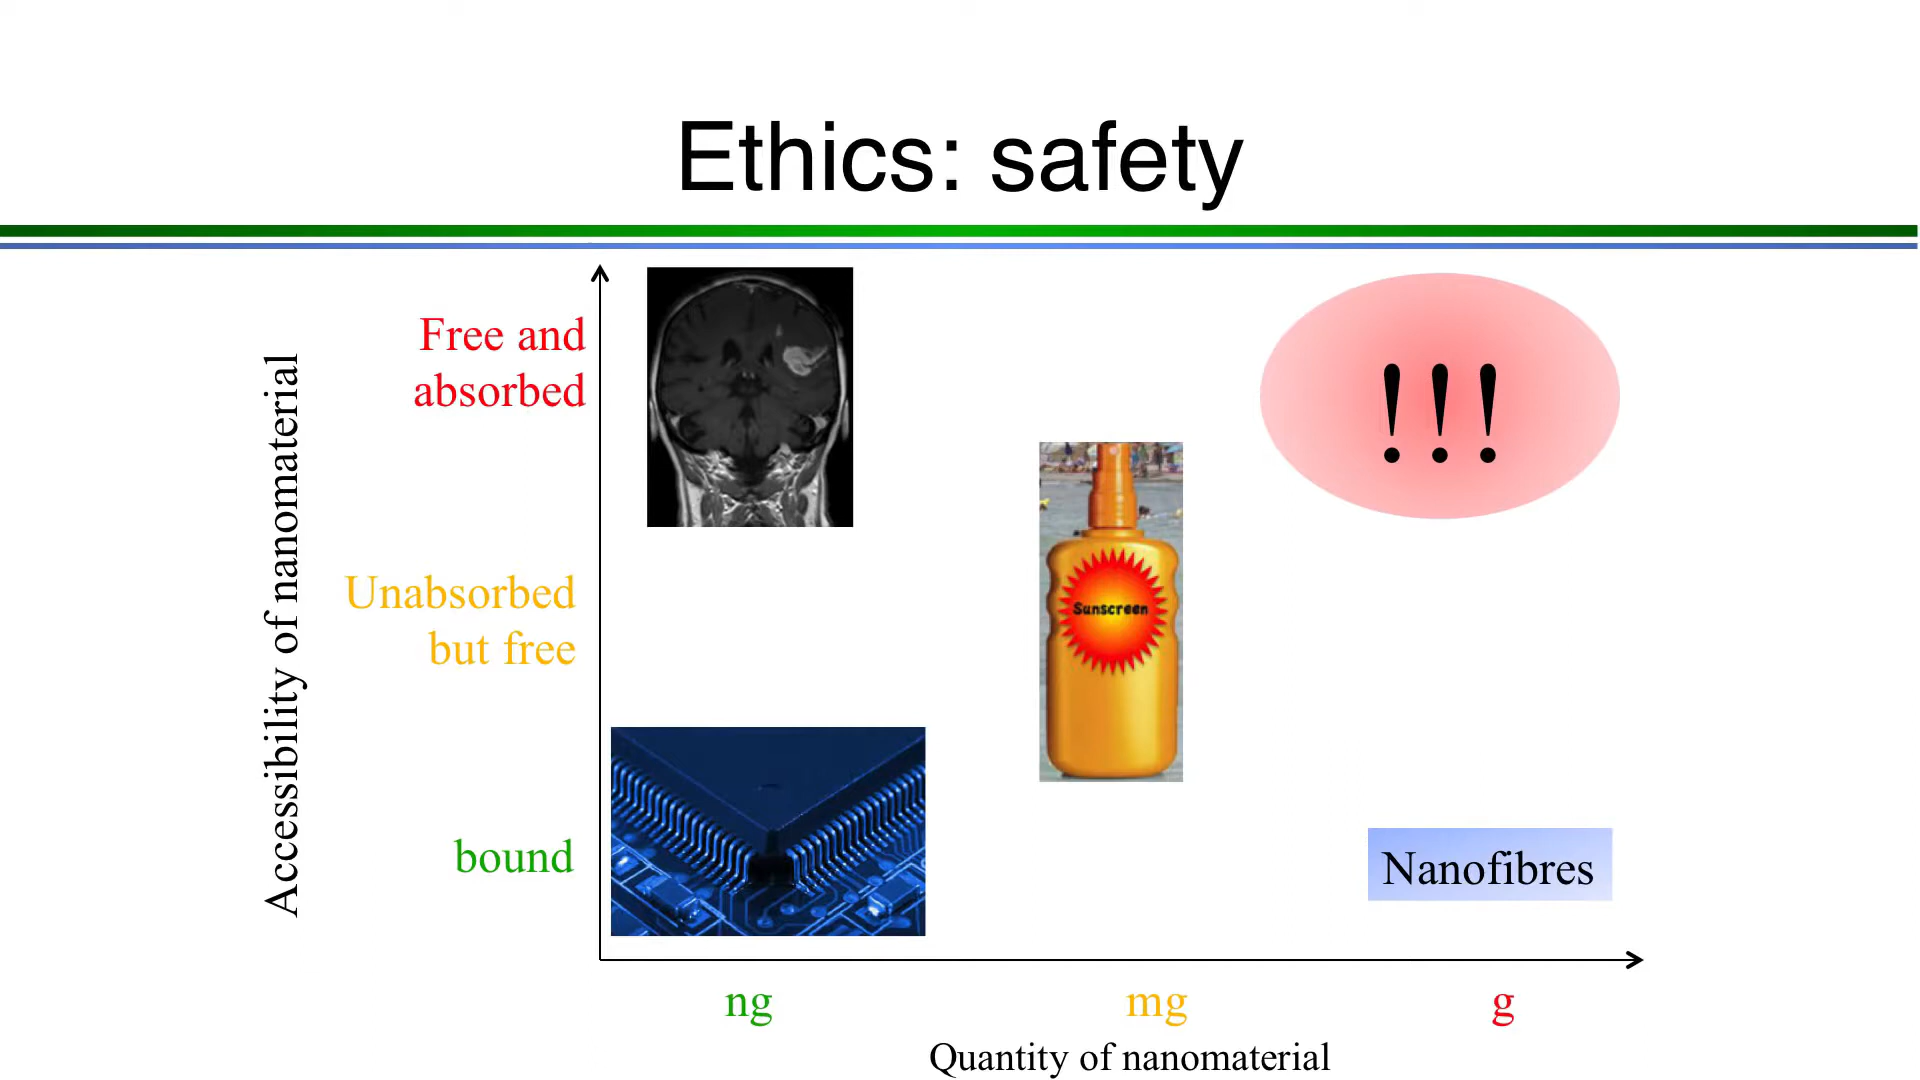 Ethics: safety
Accessibility of nanomaterial
Free and
absorbed
! ! !
Unabsorbed
but free
Sunscreen
bound
Nanofibres
ng
mg
g
Quantity of nanomaterial